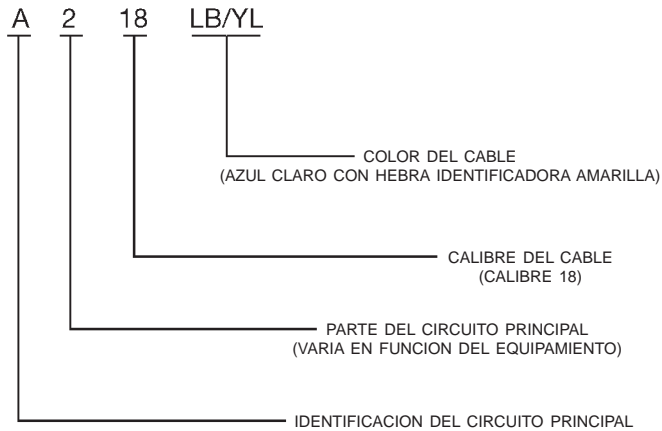 A 2 18 LB/YL
COLOR DEL CABLE
(AZUL CLARO CON HEBRA IDENTIFICADORA AMARILLA)
CALIBRE DEL CABLE
(CALIBRE 18)
PARTE DEL CIRCUITO PRINCIPAL
(VARIA EN FUNCION DEL EQUIPAMIENTO)
IDENTIFICACION DEL CIRCUITO PRINCIPAL